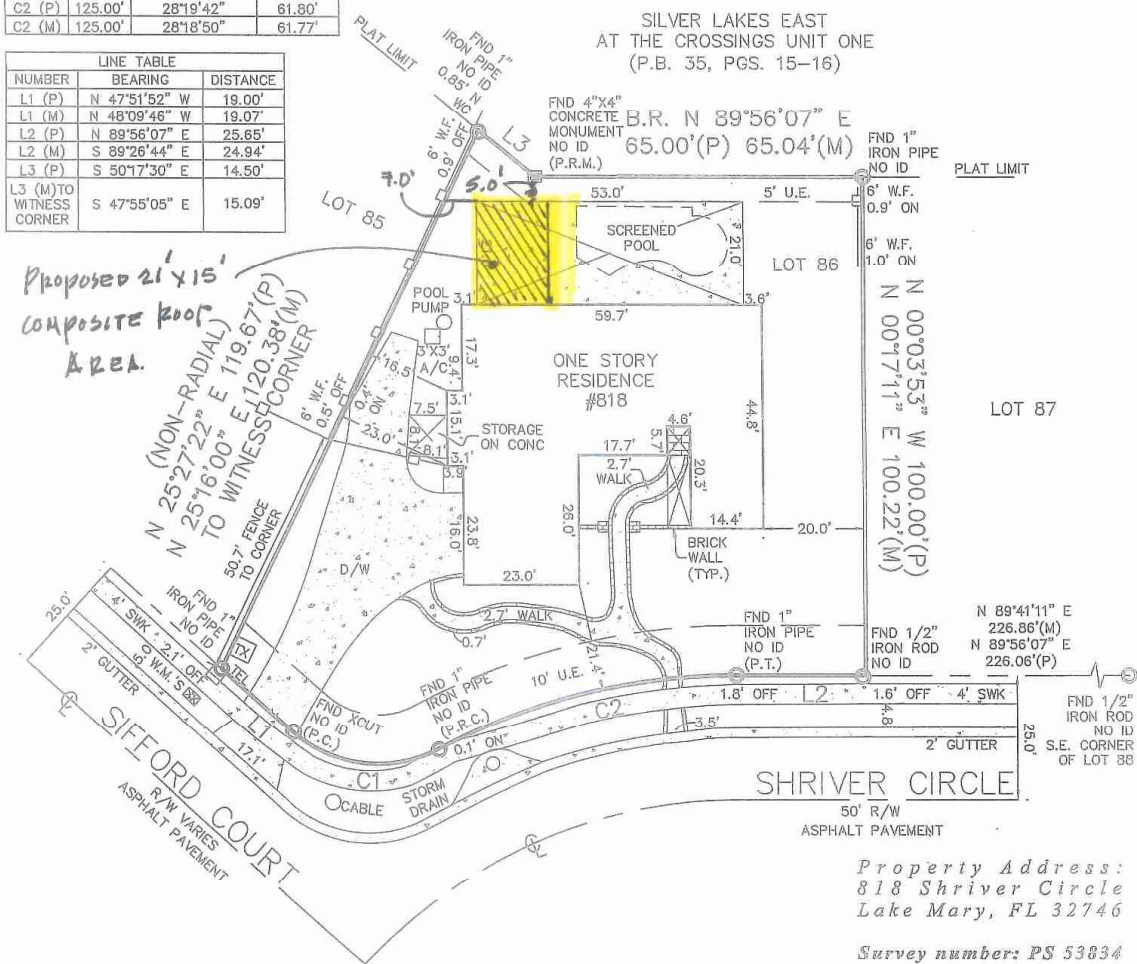 C2 (P) 125.00' 28°19'42" 61.80'
C2 (M) 125.00' 28°18'50" 61.77'
LINE TABLE
NUMBER BEARING DISTANCE
L1 (P) N 47°51'52" W 19.00'
L1 (M) N 48°09'46" W 19.07'
L2 (P) N 89°56'07" E 25.65'
L2 (M) S 89°26'44" E 24.94'
L3 (P) S 50°17'30" E 14.50'
L3 (M)TO
WITNESS
CORNER
S 47°55'05" E 15.09'
PLAT LIMIT
FND 1"
IRON PIPE
NO ID
0.85' N
WC
SILVER LAKES EAST
AT THE CROSSINGS UNIT ONE
(P.B. 35, PGS. 15-16)
L3
FND 4"X4"
CONCRETE
MONUMENT
NO ID
(P.R.M.)
B.R. N 89°56'07" E
65.00'(P) 65.04'(M)
FND 1"
IRON PIPE
NO ID
PLAT LIMIT
6' W.F.
0.9' OFF
7.0'
5.0'
53.0'
5' U.E.
6' W.F.
0.9' ON
6' W.F.
1.0' ON
LOT 85
SCREENED
POOL
21.0'
LOT 86
Proposed 21'x15'
composite roof
AREA.
POOL
PUMP
3.1'
59.7'
3.6'
17.3'
9.4'
3'X3'
A/C
ONE STORY
RESIDENCE
#818
(NON-RADIAL)
N 25°27'22" E 119.67'(P)
N 25°16'00" E 120.38'(M)
TO WITNESS CORNER
6' W.F.
0.5' OFF
0.4' ON
16.5'
7.5'
3.1'
15.1'
STORAGE
ON CONC
8.1'
8.1'
23.0'
3.1'
3.9'
44.8'
N 00°03'53" W 100.00'(P)
N 00°17'11" E 100.22'(M)
LOT 87
4.6'
5.7'
17.7'
2.7'
WALK
20.3'
26.0'
14.4'
20.0'
BRICK
WALL
(TYP.)
23.8'
16.0'
23.0'
50.7' FENCE
TO CORNER
D/W
2.7' WALK
0.7'
21.4'
FND 1"
IRON PIPE
NO ID
TX
TEL
25.0'
4' SWK
2.1' OFF
W.M.'S
2' GUTTER
L1
17.1'
FND XCUT
NO ID
(P.C.)
FND 1"
IRON PIPE
NO ID
(P.R.C.)
0.1' ON
10' U.E.
FND 1"
IRON PIPE
NO ID
(P.T.)
FND 1/2"
IRON ROD
NO ID
N 89°41'11" E
226.86'(M)
N 89°56'07" E
226.06'(P)
1.8' OFF
L2
1.6' OFF
4' SWK
4.8'
3.5'
2' GUTTER
25.0'
FND 1/2"
IRON ROD
NO ID
S.E. CORNER
OF LOT 88
C1
C2
CABLE
STORM
DRAIN
SIFFORD COURT
R/W VARIES
ASPHALT PAVEMENT
SHRIVER CIRCLE
50' R/W
ASPHALT PAVEMENT
Property Address:
818 Shriver Circle
Lake Mary, FL 32746
Survey number: PS 53834